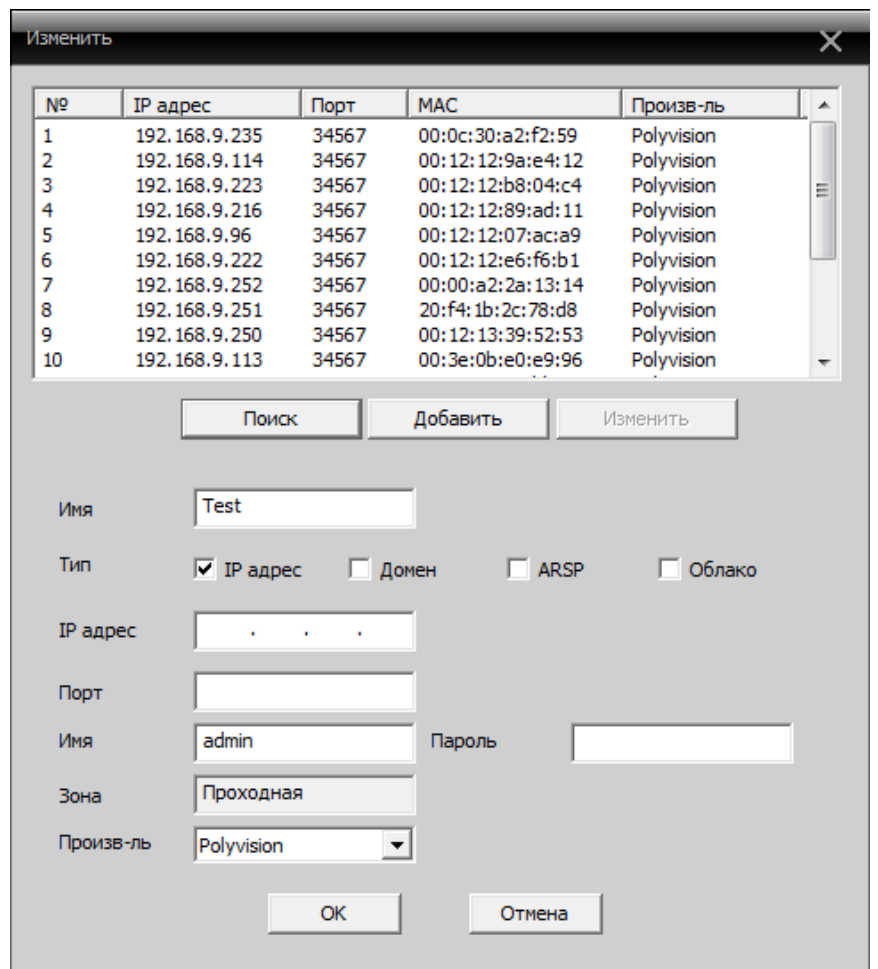 Изменить
№ IP адрес Порт MAC Произв-ль
1 192.168.9.235 34567 00:0c:30:a2:f2:59 Polyvision
2 192.168.9.114 34567 00:12:12:9a:e4:12 Polyvision
3 192.168.9.223 34567 00:12:12:b8:04:c4 Polyvision
4 192.168.9.216 34567 00:12:12:89:ad:11 Polyvision
5 192.168.9.96 34567 00:12:12:07:ac:a9 Polyvision
6 192.168.9.222 34567 00:12:12:e6:f6:b1 Polyvision
7 192.168.9.252 34567 00:00:a2:2a:13:14 Polyvision
8 192.168.9.251 34567 20:f4:1b:2c:78:d8 Polyvision
9 192.168.9.250 34567 00:12:13:39:52:53 Polyvision
10 192.168.9.113 34567 00:3e:0b:e0:e9:96 Polyvision
Поиск Добавить Изменить
Имя Test
Тип IP адрес Домен ARSP Облако
IP адрес . . .
Порт
Имя admin Пароль
Зона Проходная
Произв-ль Polyvision
OK Отмена